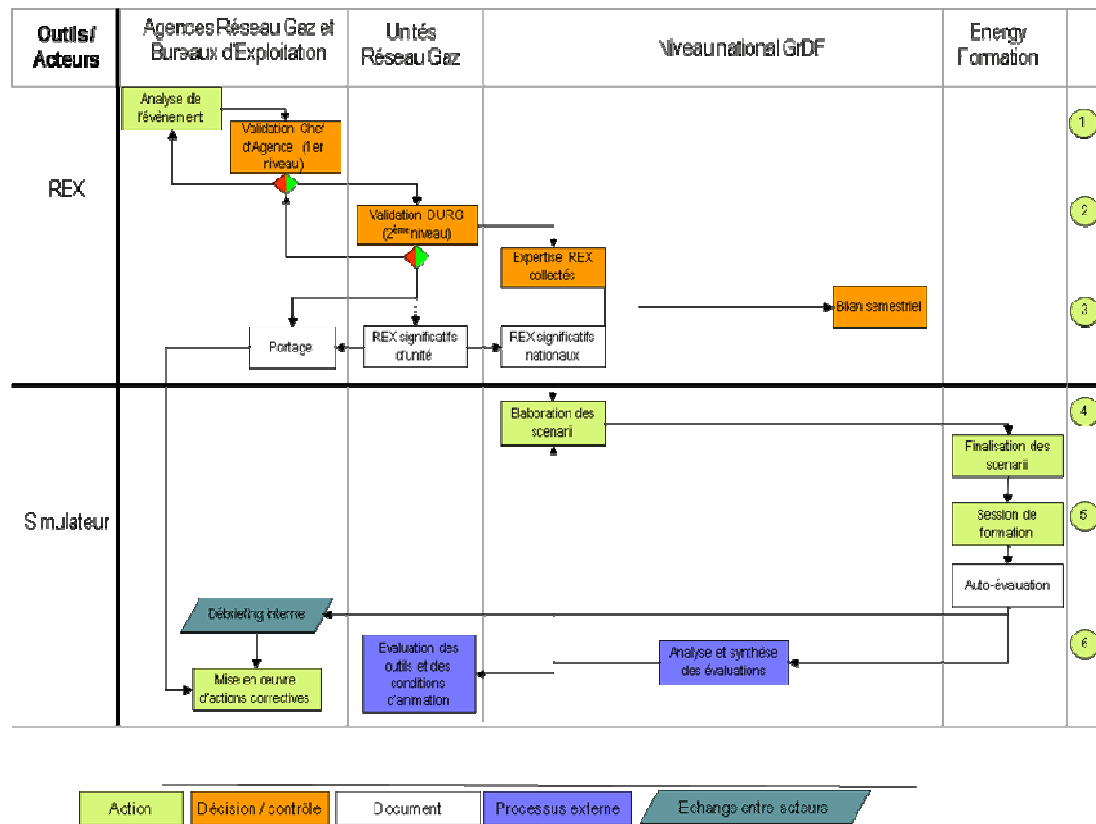 Outils /
Acteurs
Agences Réseau Gaz et
Bureaux d'Exploitation
Unités
Réseau Gaz
Niveau national GrDF
Energy
Formation
REX
Analyse de
l'évènement
Validation Chef
d'Agence (1er
niveau)
1
Validation DURG
(2ème niveau)
2
Expertise REX
collectés
Bilan semestriel
3
Portage
REX significatifs
d'unité
REX significatifs
nationaux
Simulateur
Elaboration des
scenarii
4
Finalisation des
scenarii
Session de
formation
5
Auto-évaluation
Débriefing interne
Evaluation des
outils et des
conditions
d'animation
Analyse et synthèse
des évaluations
6
Mise en œuvre
d'actions correctives
Action
Décision / contrôle
Document
Processus externe
Echange entre acteurs